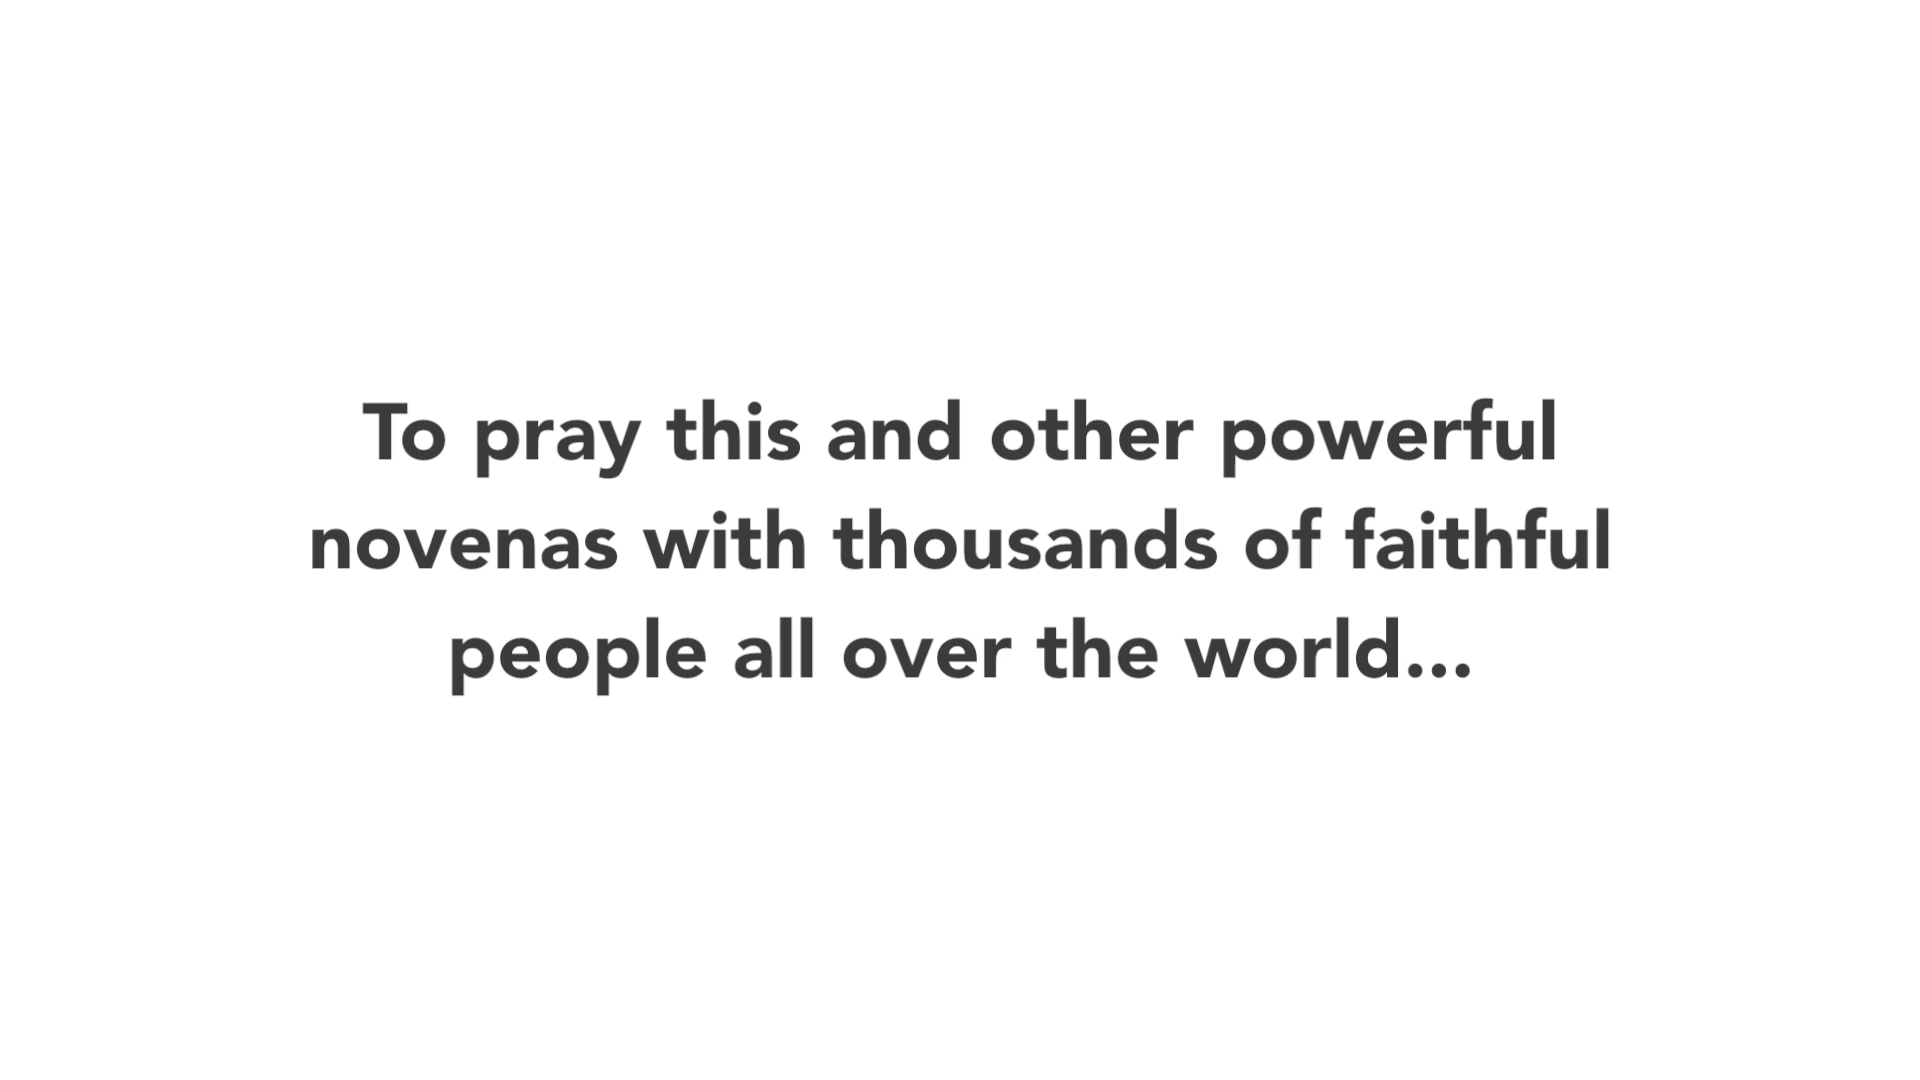 To pray this and other powerful
novenas with thousands of faithful
people all over the world...